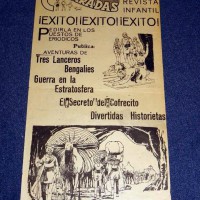 REVISTA
INFANTIL
¡EXITO!¡EXITO!¡EXITO!
PEDIRLA EN LOS
PUESTOS DE
PERIODICOS
Publica:
AVENTURAS DE
Tres Lanceros
Bengalies
Guerra en la
Estratosfera
El "Secreto" del Cofrecito
Divertidas Historietas